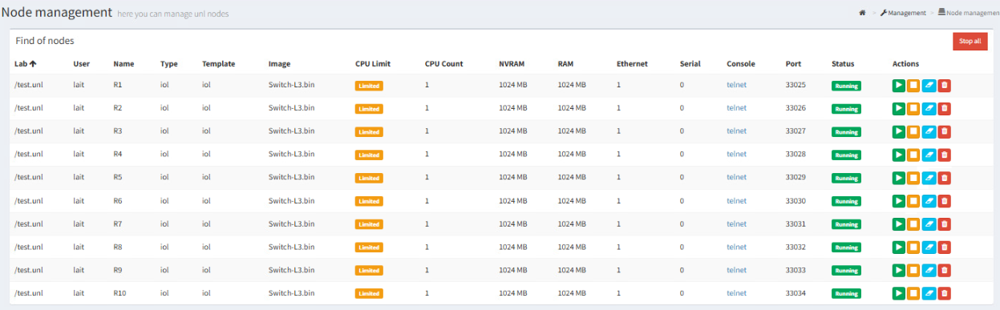 Node management here you can manage unl nodes Management Node managemen
Find of nodes Stop all
Lab User Name Type Template Image CPU Limit CPU Count NVRAM RAM Ethernet Serial Console Port Status Actions
/test.unl lait R1 iol iol Switch-L3.bin Limited 1 1024 MB 1024 MB 1 0 telnet 33025 Running
/test.unl lait R2 iol iol Switch-L3.bin Limited 1 1024 MB 1024 MB 1 0 telnet 33026 Running
/test.unl lait R3 iol iol Switch-L3.bin Limited 1 1024 MB 1024 MB 1 0 telnet 33027 Running
/test.unl lait R4 iol iol Switch-L3.bin Limited 1 1024 MB 1024 MB 1 0 telnet 33028 Running
/test.unl lait R5 iol iol Switch-L3.bin Limited 1 1024 MB 1024 MB 1 0 telnet 33029 Running
/test.unl lait R6 iol iol Switch-L3.bin Limited 1 1024 MB 1024 MB 1 0 telnet 33030 Running
/test.unl lait R7 iol iol Switch-L3.bin Limited 1 1024 MB 1024 MB 1 0 telnet 33031 Running
/test.unl lait R8 iol iol Switch-L3.bin Limited 1 1024 MB 1024 MB 1 0 telnet 33032 Running
/test.unl lait R9 iol iol Switch-L3.bin Limited 1 1024 MB 1024 MB 1 0 telnet 33033 Running
/test.unl lait R10 iol iol Switch-L3.bin Limited 1 1024 MB 1024 MB 1 0 telnet 33034 Running